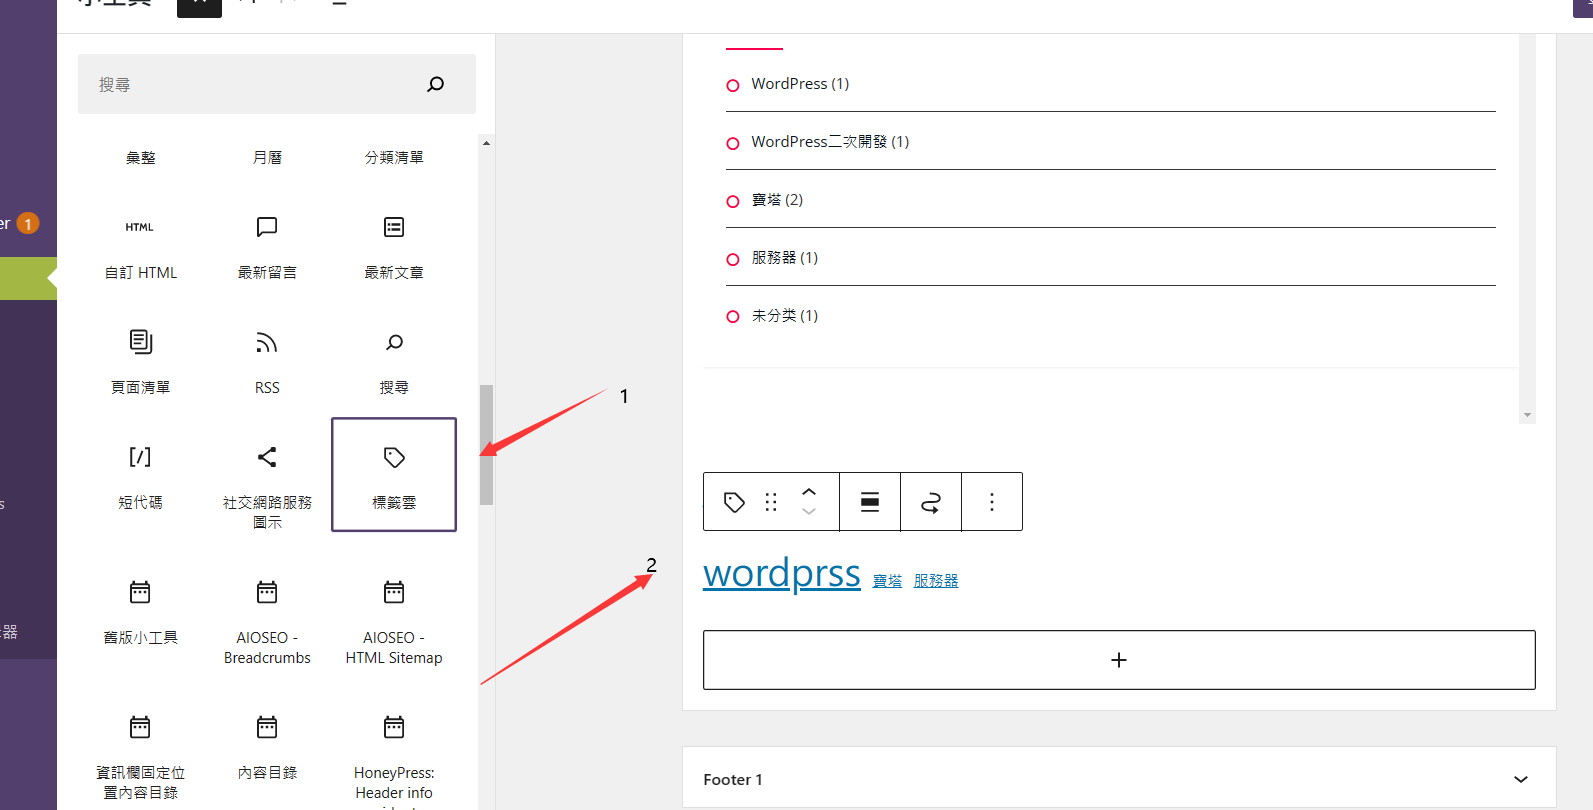 小工具
搜尋
彙整
月曆
分類清單
HTML
自訂 HTML
最新留言
最新文章
頁面清單
RSS
搜尋
[/]
短代碼
社交網路服務
圖示
標籤雲
舊版小工具
AIOSEO -
Breadcrumbs
AIOSEO -
HTML Sitemap
資訊欄固定位
置內容目錄
內容目錄
HoneyPress:
Header info
er 1
s
器
WordPress (1)
WordPress二次開發 (1)
寶塔 (2)
服務器 (1)
未分类 (1)
1
2
wordprss 寶塔 服務器
Footer 1